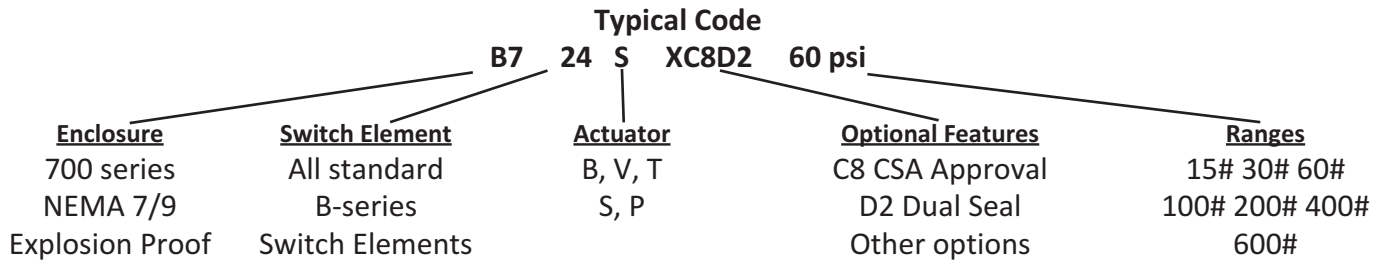 Typical Code
B7 24 S XC8D2 60 psi
Enclosure Switch Element Actuator Optional Features Ranges
700 series All standard B, V, T C8 CSA Approval 15# 30# 60#
NEMA 7/9 B-series S, P D2 Dual Seal 100# 200# 400#
Explosion Proof Switch Elements Other options 600#